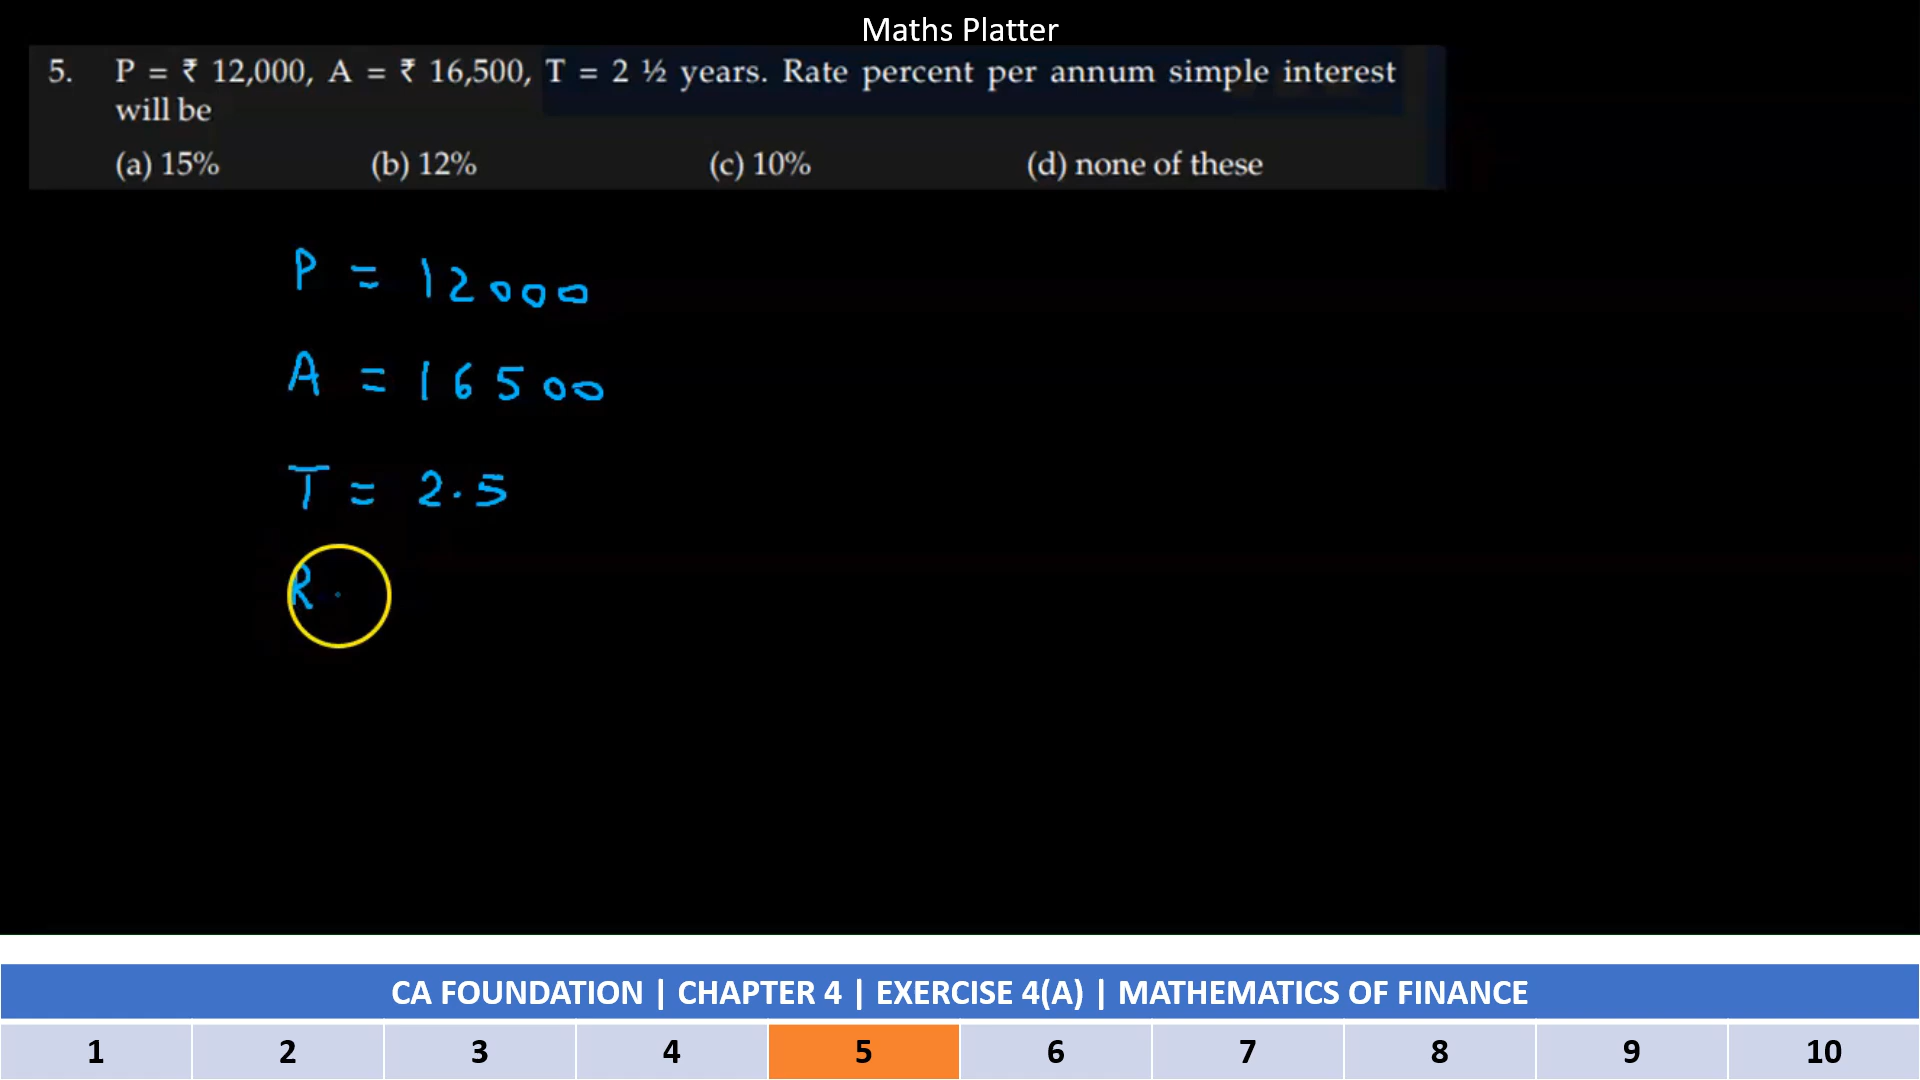 Maths Platter
5. P = ₹ 12,000, A = ₹ 16,500, T = 2 ½ years. Rate percent per annum simple interest
will be
(a) 15% (b) 12% (c) 10% (d) none of these
P = 12000
A = 16500
T = 2.5
R
CA FOUNDATION | CHAPTER 4 | EXERCISE 4(A) | MATHEMATICS OF FINANCE
1 2 3 4 5 6 7 8 9 10